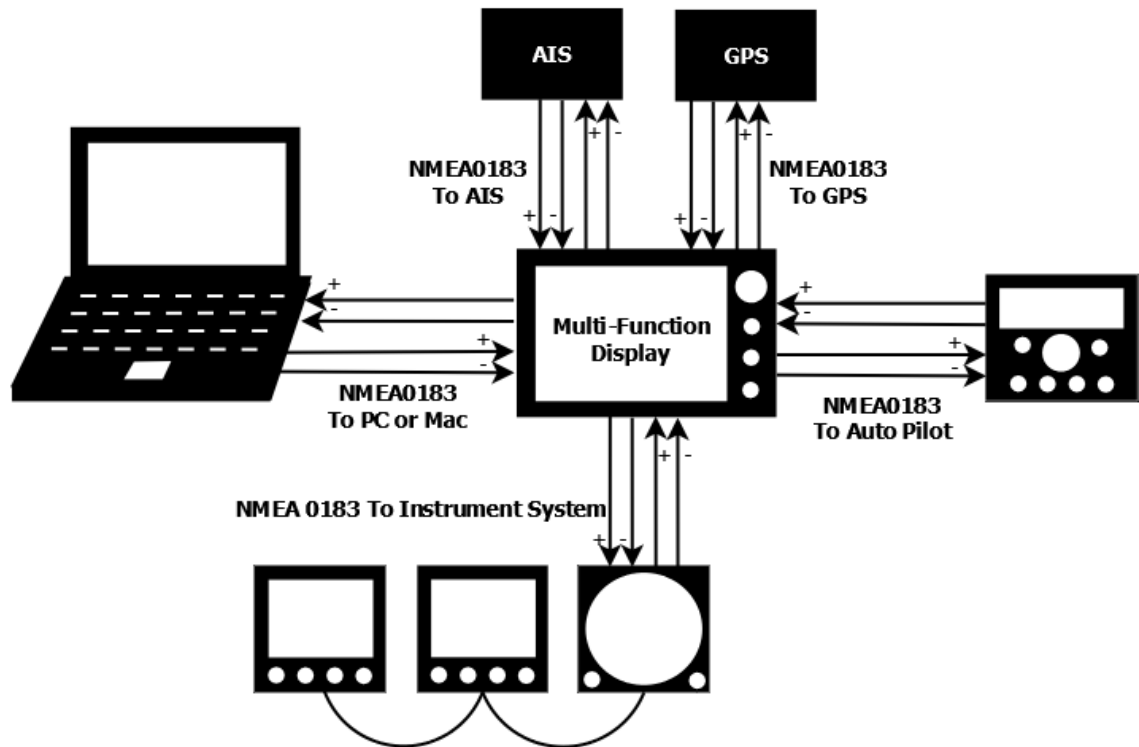 AIS
GPS
+
-
+
-
NMEA0183
To AIS
NMEA0183
To GPS
+
-
+
-
+
-
+
-
Multi-Function
Display
+
-
+
-
NMEA0183
To PC or Mac
NMEA0183
To Auto Pilot
+
-
NMEA 0183 To Instrument System
+
-